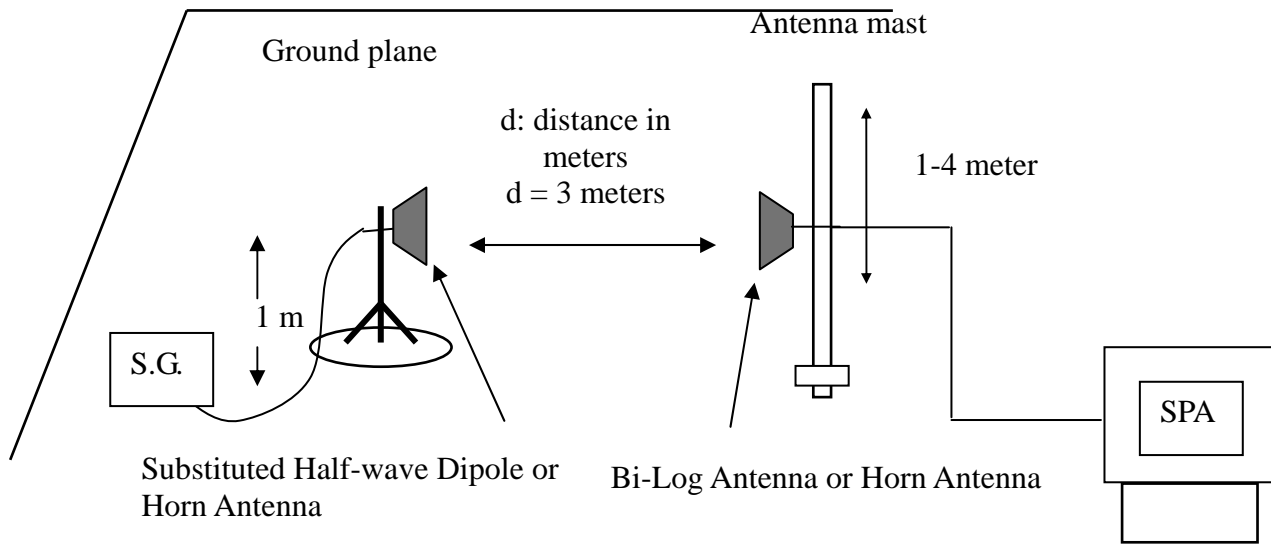 Ground plane
Antenna mast
d: distance in
meters
d = 3 meters
1-4 meter
1 m
S.G.
SPA
Substituted Half-wave Dipole or
Horn Antenna
Bi-Log Antenna or Horn Antenna